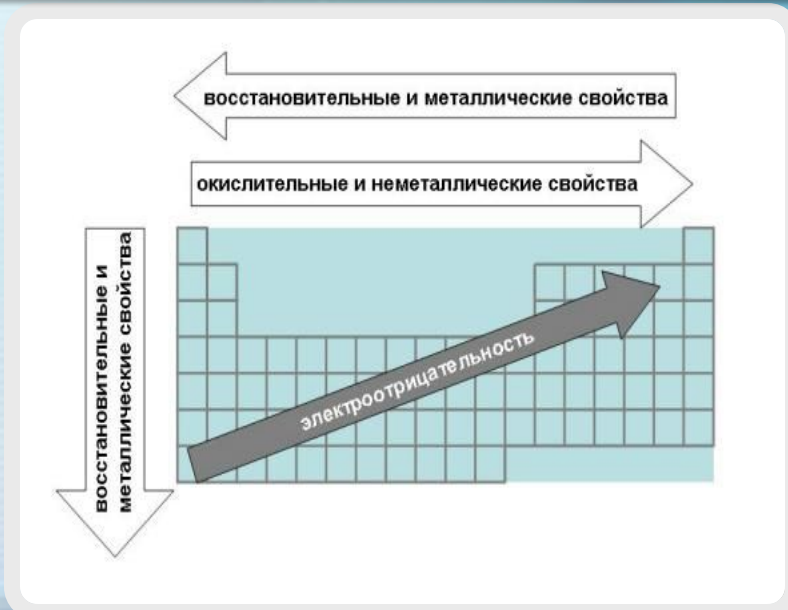 восстановительные и металлические свойства
окислительные и неметаллические свойства
восстановительные и
металлические свойства
электроотрицательность